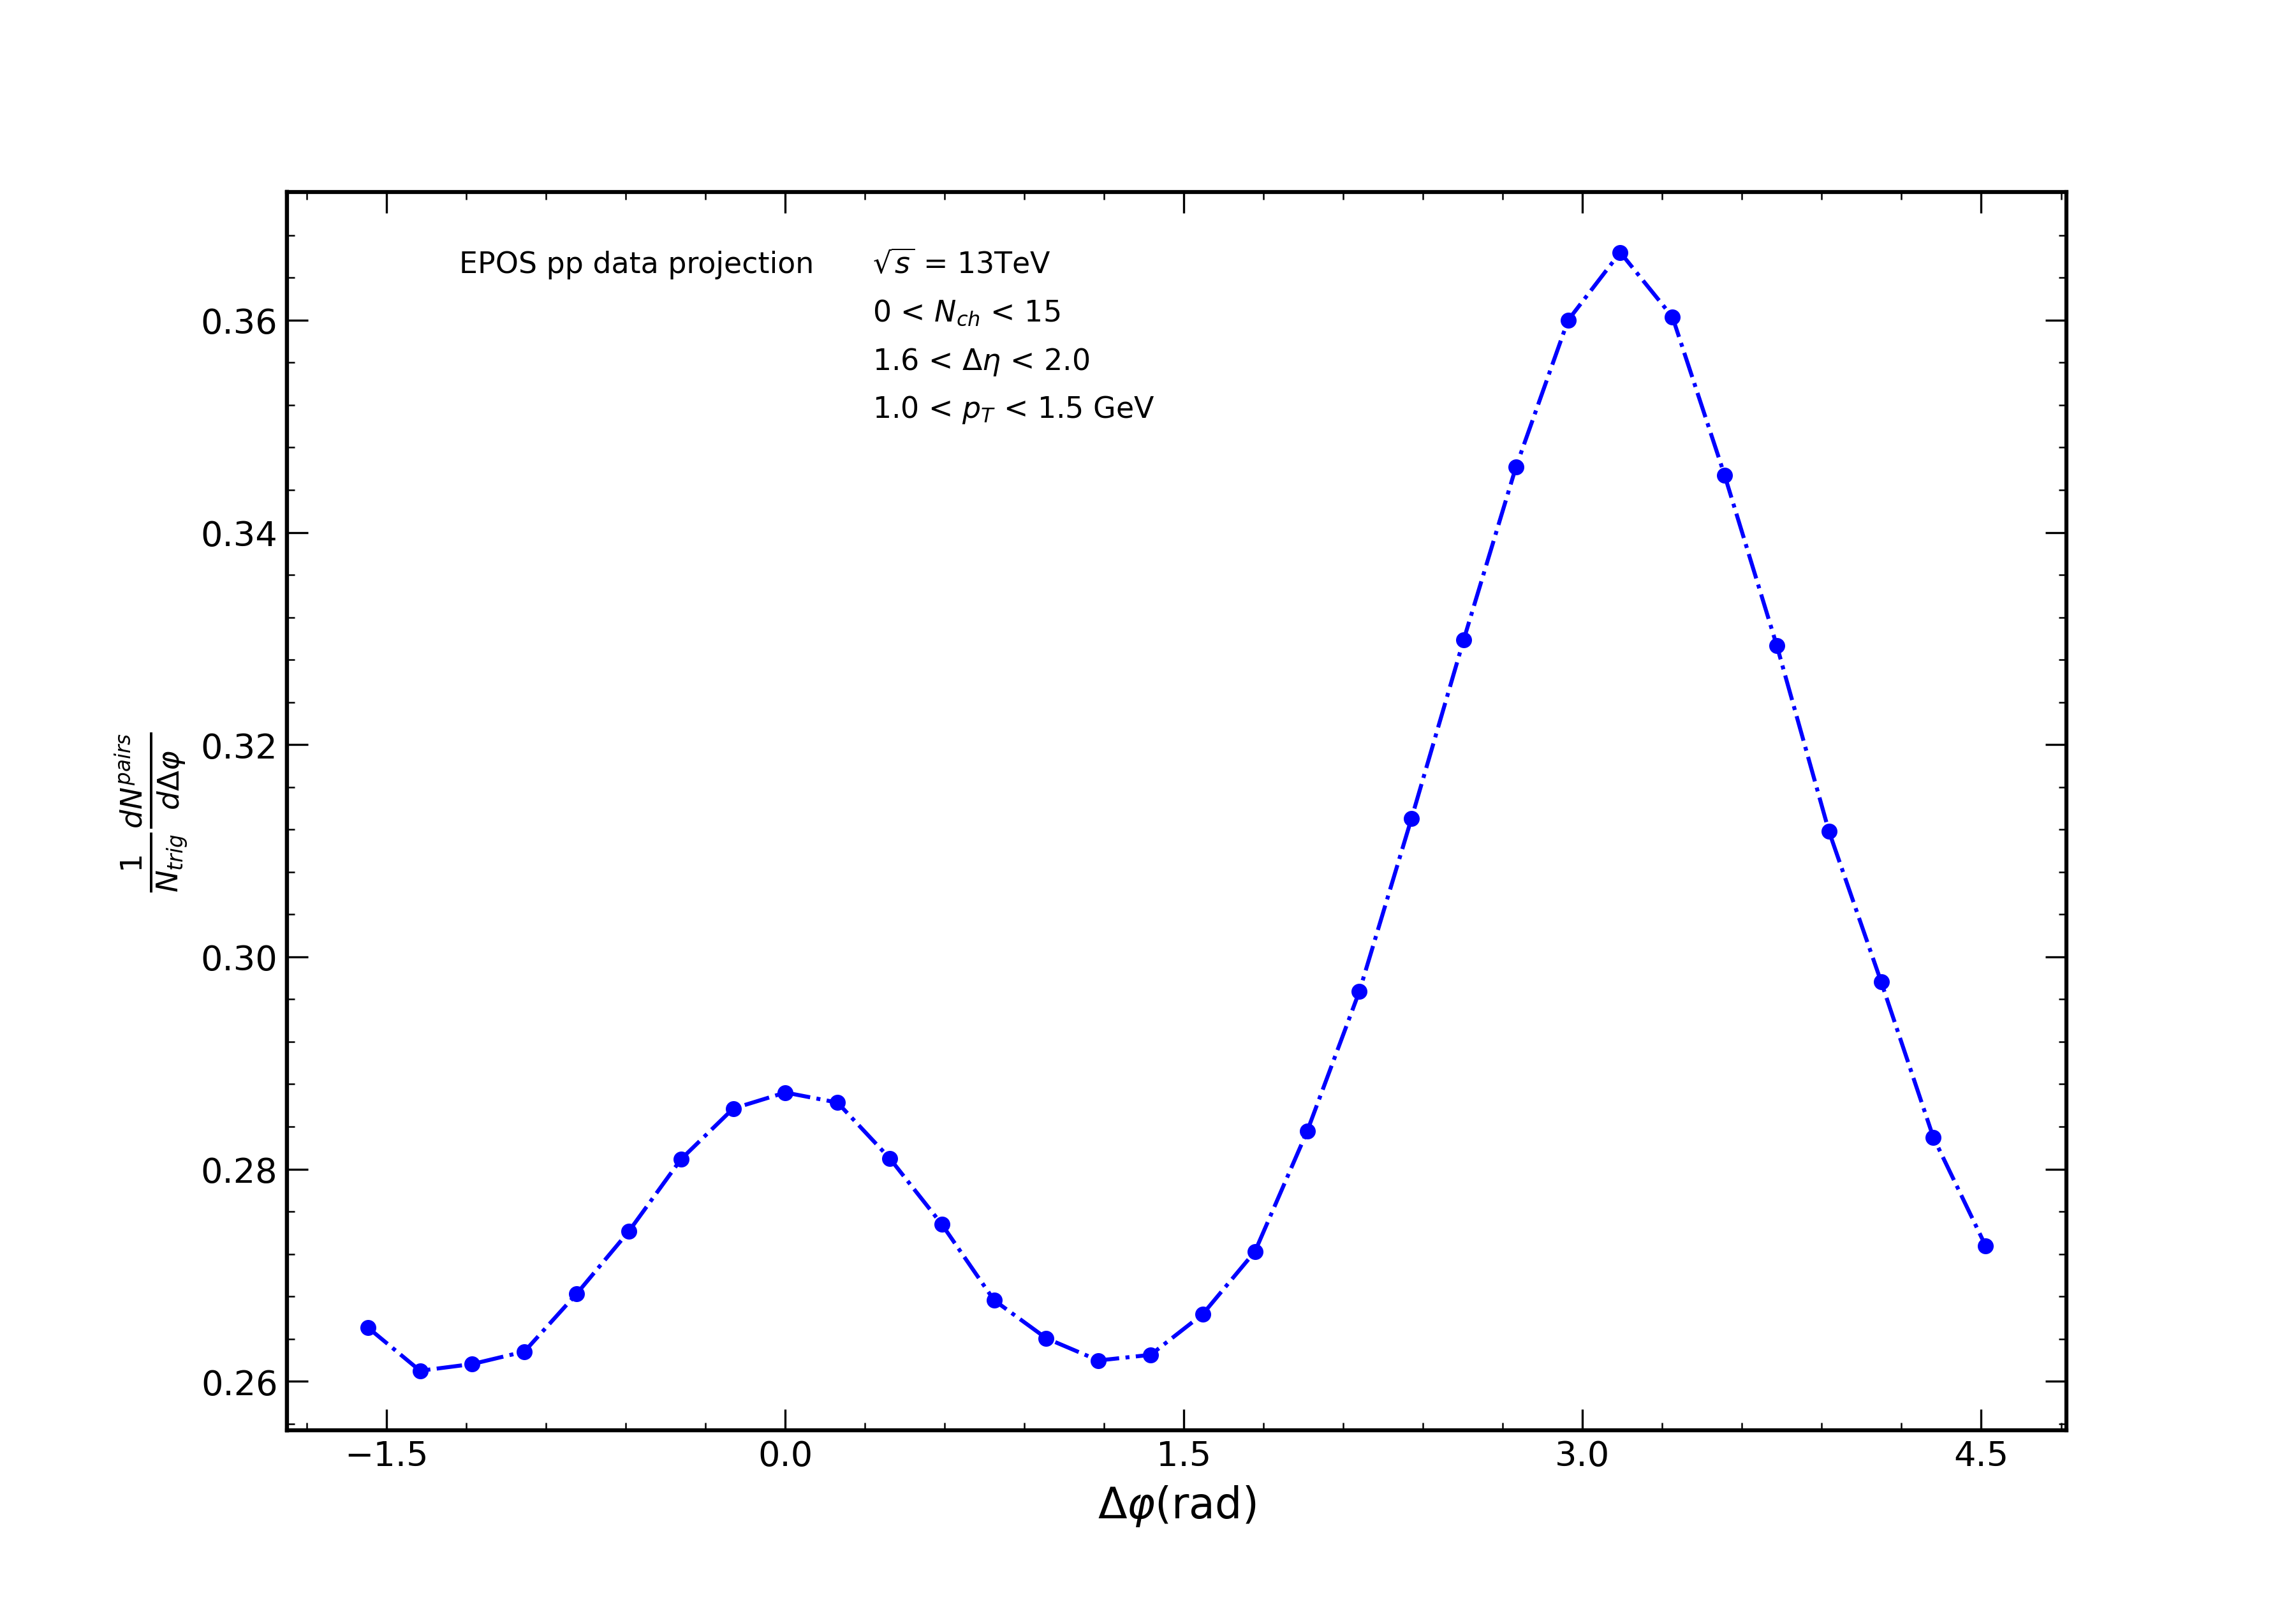 EPOS pp data projection √s = 13TeV
0 < N_ch < 15
1.6 < Δη < 2.0
1.0 < p_T < 1.5 GeV
0.36
0.34
0.32
0.30
0.28
0.26
1/N_trig dN^pairs/dΔφ
−1.5 0.0 1.5 3.0 4.5
Δφ(rad)